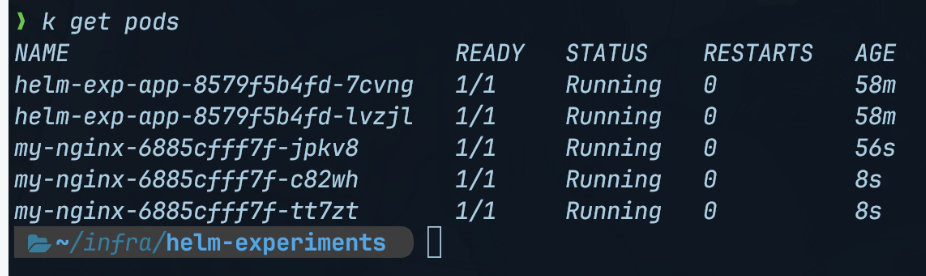 ❯ k get pods
NAME READY STATUS RESTARTS AGE
helm-exp-app-8579f5b4fd-7cvng 1/1 Running 0 58m
helm-exp-app-8579f5b4fd-lvzjl 1/1 Running 0 58m
my-nginx-6885cfff7f-jpkv8 1/1 Running 0 56s
my-nginx-6885cfff7f-c82wh 1/1 Running 0 8s
my-nginx-6885cfff7f-tt7zt 1/1 Running 0 8s
~/infra/helm-experiments